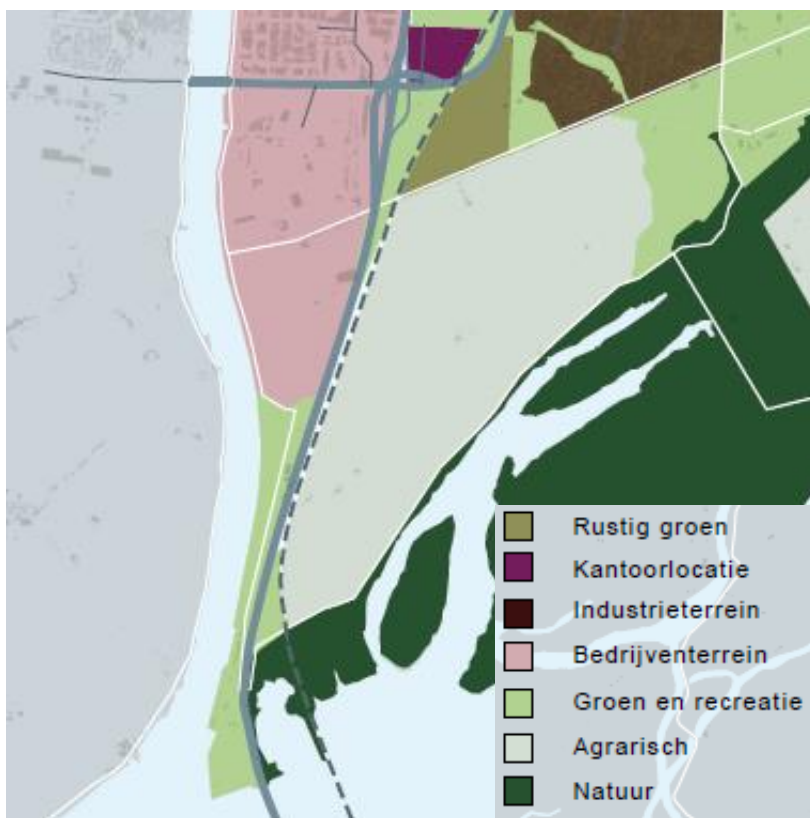 Rustig groen
Kantoorlocatie
Industrieterrein
Bedrijventerrein
Groen en recreatie
Agrarisch
Natuur